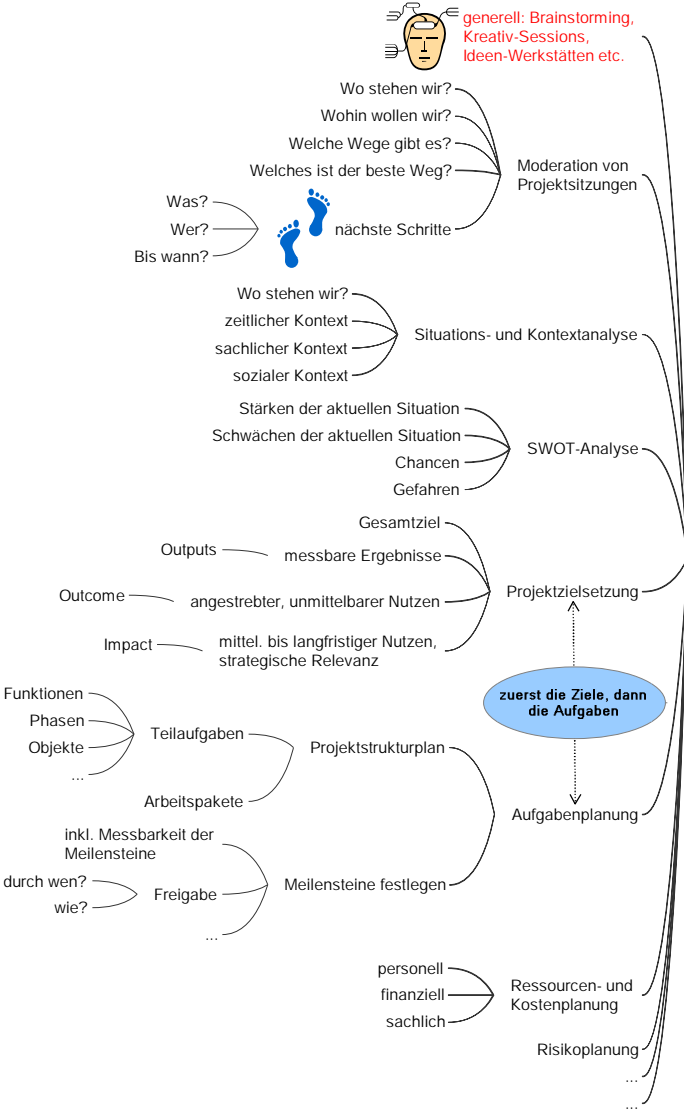 generell: Brainstorming,
Kreativ-Sessions,
Ideen-Werkstätten etc.
Wo stehen wir?
Wohin wollen wir?
Welche Wege gibt es?
Welches ist der beste Weg?
Moderation von
Projektsitzungen
Was?
Wer?
Bis wann?
nächste Schritte
Wo stehen wir?
zeitlicher Kontext
sachlicher Kontext
sozialer Kontext
Situations- und Kontextanalyse
Stärken der aktuellen Situation
Schwächen der aktuellen Situation
Chancen
Gefahren
SWOT-Analyse
Gesamtziel
Outputs
messbare Ergebnisse
Outcome
angestrebter, unmittelbarer Nutzen
Impact
mittel. bis langfristiger Nutzen,
strategische Relevanz
Projektzielsetzung
zuerst die Ziele, dann
die Aufgaben
Funktionen
Phasen
Objekte
...
Teilaufgaben
Arbeitspakete
Projektstrukturplan
Aufgabenplanung
inkl. Messbarkeit der
Meilensteine
durch wen?
wie?
Freigabe
...
Meilensteine festlegen
personell
finanziell
sachlich
Ressourcen- und
Kostenplanung
Risikoplanung
...
...